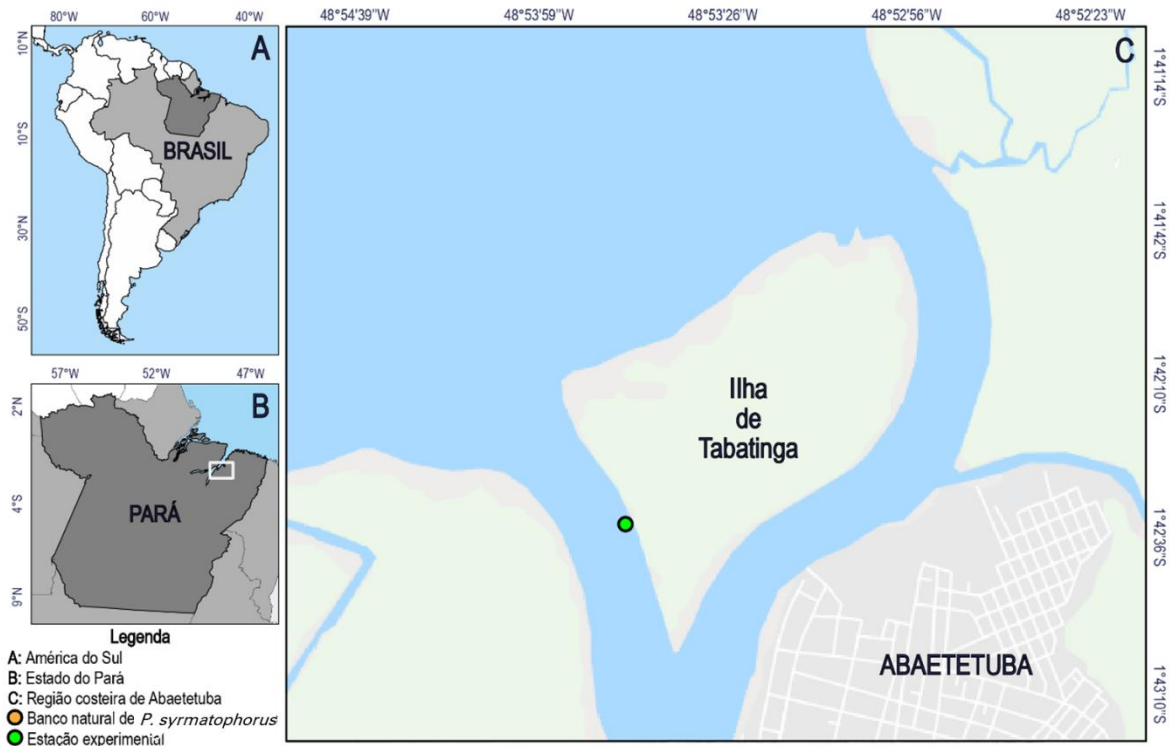 80°W 60°W 40°W
10°N
10°S
30°N
50°S
A
BRASIL
57°W 52°W 47°W
2°N
4°S
9°N
B
PARÁ
Legenda
A: América do Sul
B: Estado do Pará
C: Região costeira de Abaetetuba
Banco natural de P. syrmatophorus
Estação experimental
48°54'39"W 48°53'59"W 48°53'26"W 48°52'56"W 48°52'23"W
C
1°41'14"S
1°41'42"S
1°42'10"S
1°42'36"S
1°43'10"S
Ilha
de
Tabatinga
ABAETETUBA